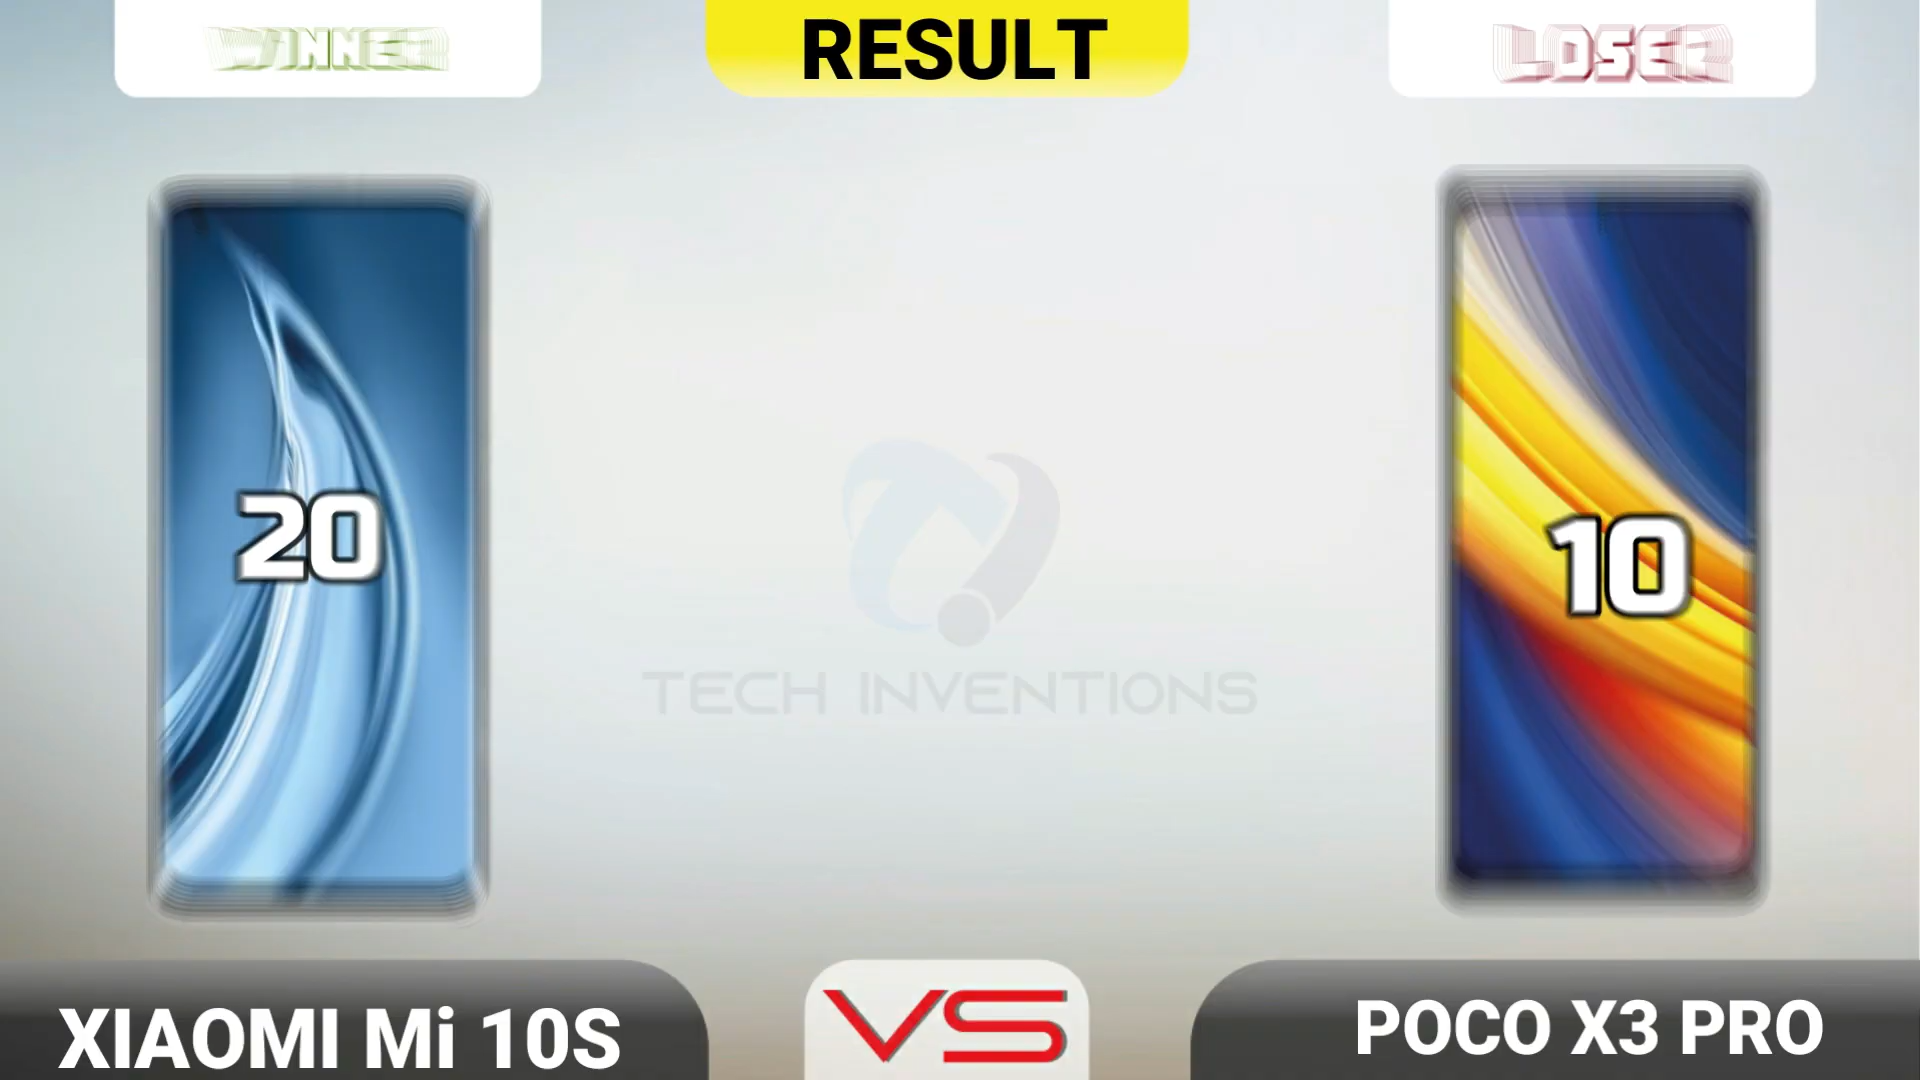 WINNER
RESULT
LOSER
20
10
TECH INVENTIONS
XIAOMI Mi 10S
VS
POCO X3 PRO